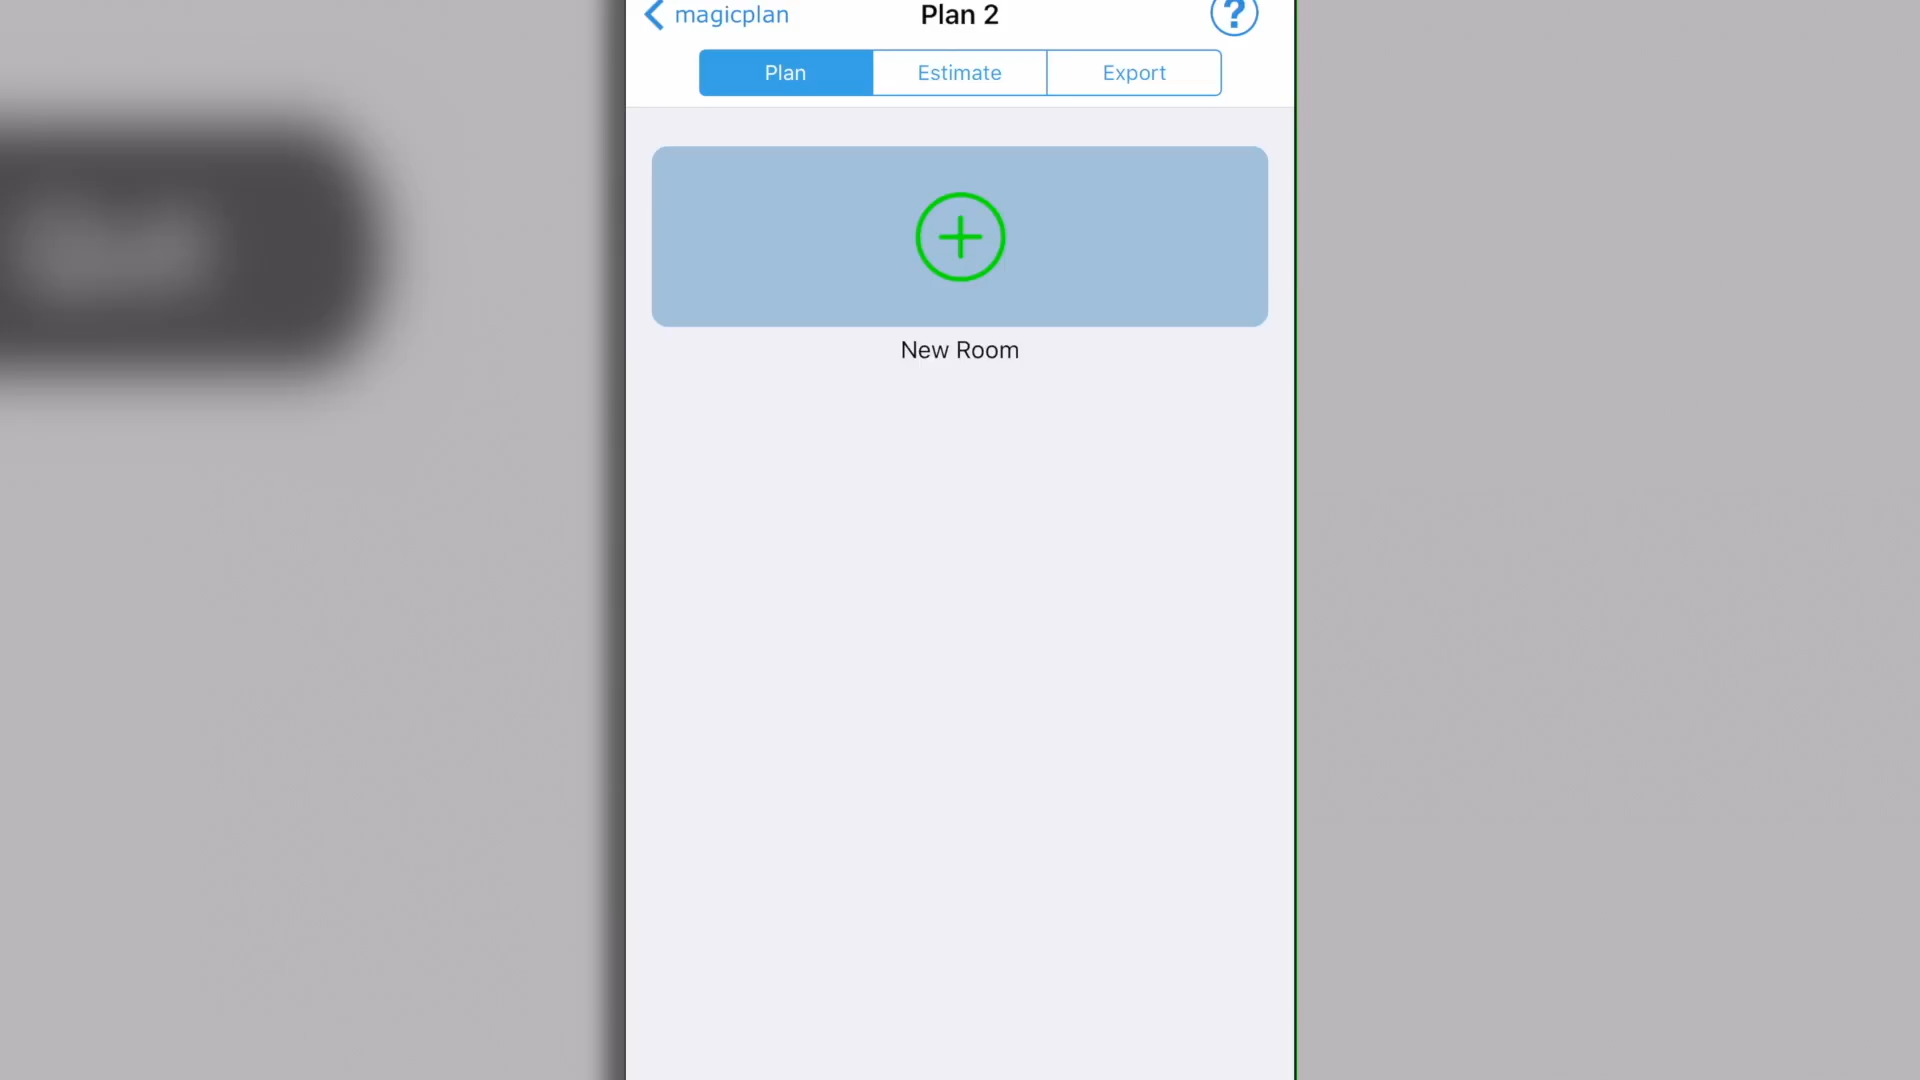 magicplan
Plan 2
?
Plan
Estimate
Export
New Room